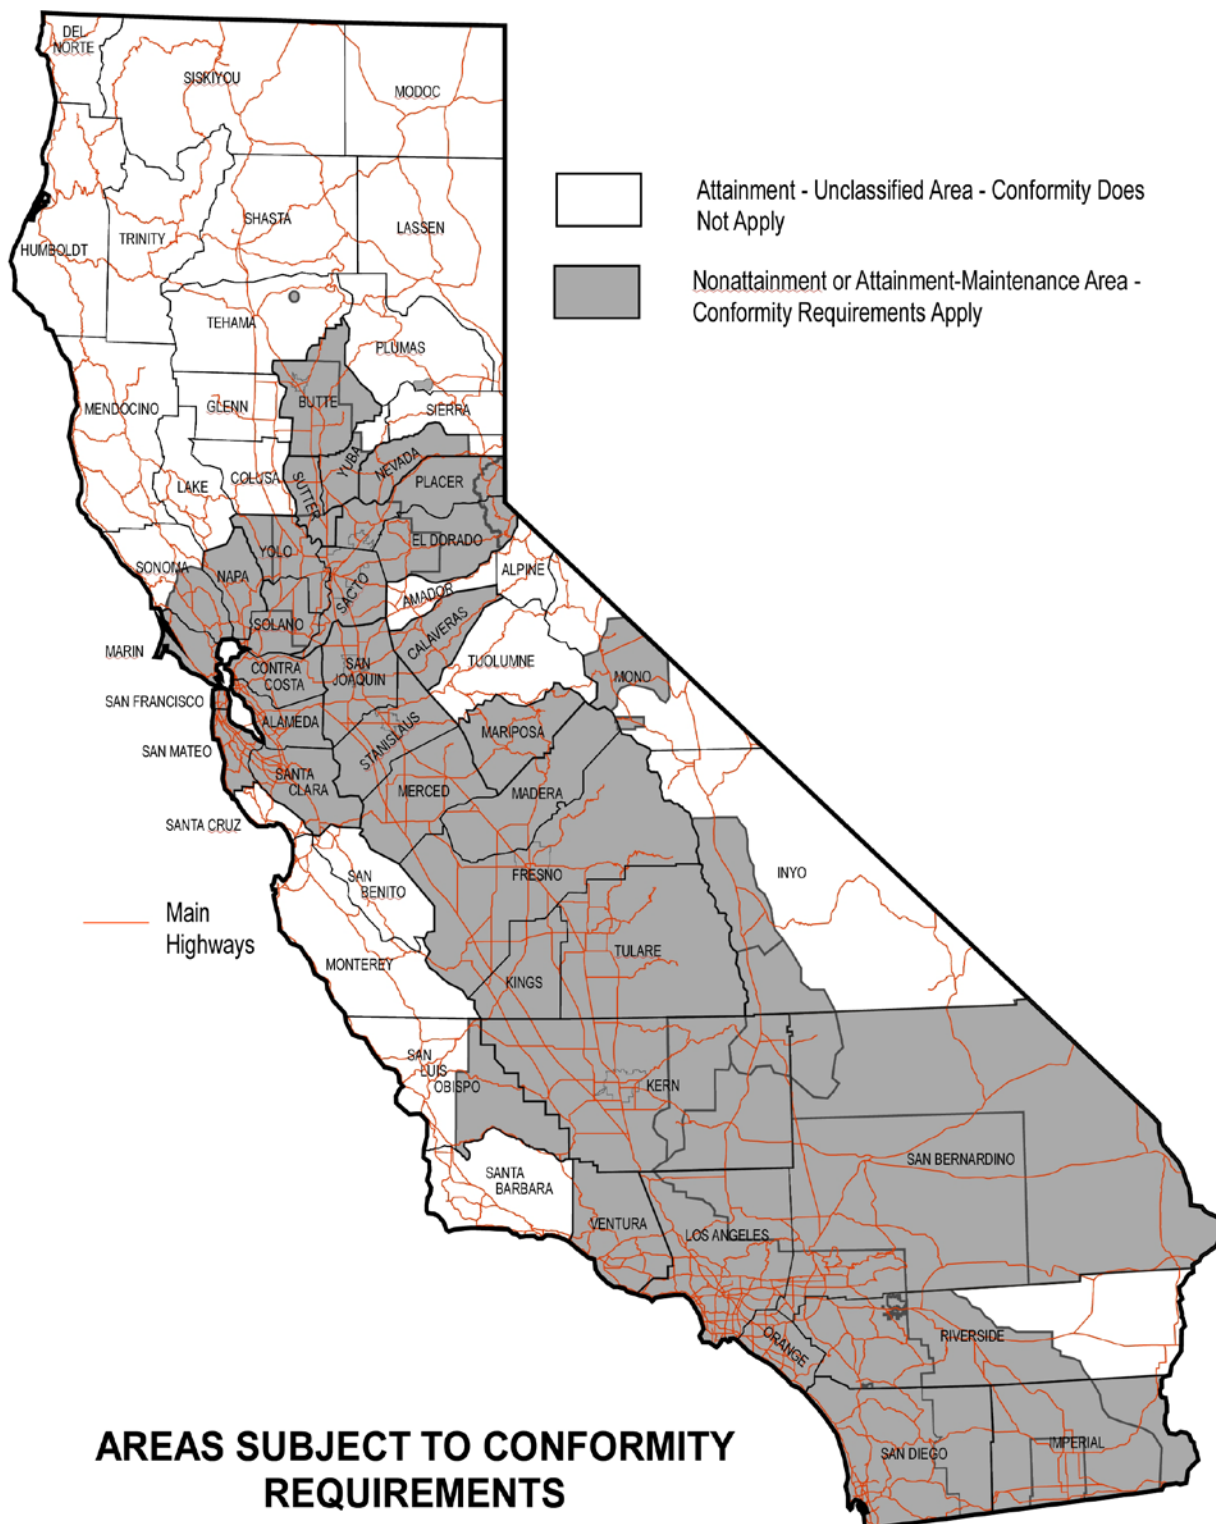 DEL
NORTE
SISKIYOU
MODOC
Attainment - Unclassified Area - Conformity Does
Not Apply
HUMBOLDT
TRINITY
SHASTA
LASSEN
Nonattainment or Attainment-Maintenance Area -
Conformity Requirements Apply
TEHAMA
PLUMAS
MENDOCINO
GLENN
BUTTE
SIERRA
LAKE
COLUSA
SUTTER
YUBA
NEVADA
PLACER
SONOMA
NAPA
YOLO
EL DORADO
SACTO
AMADOR
ALPINE
SOLANO
CALAVERAS
MARIN
CONTRA
COSTA
SAN
JOAQUIN
TUOLUMNE
MONO
SAN FRANCISCO
ALAMEDA
STANISLAUS
MARIPOSA
SAN MATEO
SANTA
CLARA
MERCED
MADERA
SANTA CRUZ
SAN
BENITO
FRESNO
INYO
Main
Highways
MONTEREY
KINGS
TULARE
SAN
LUIS
OBISPO
KERN
SANTA
BARBARA
SAN BERNARDINO
VENTURA
LOS ANGELES
ORANGE
RIVERSIDE
SAN DIEGO
IMPERIAL
AREAS SUBJECT TO CONFORMITY
REQUIREMENTS